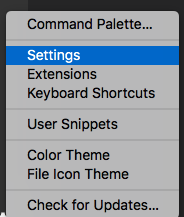 Command Palette...
Settings
Extensions
Keyboard Shortcuts
User Snippets
Color Theme
File Icon Theme
Check for Updates...